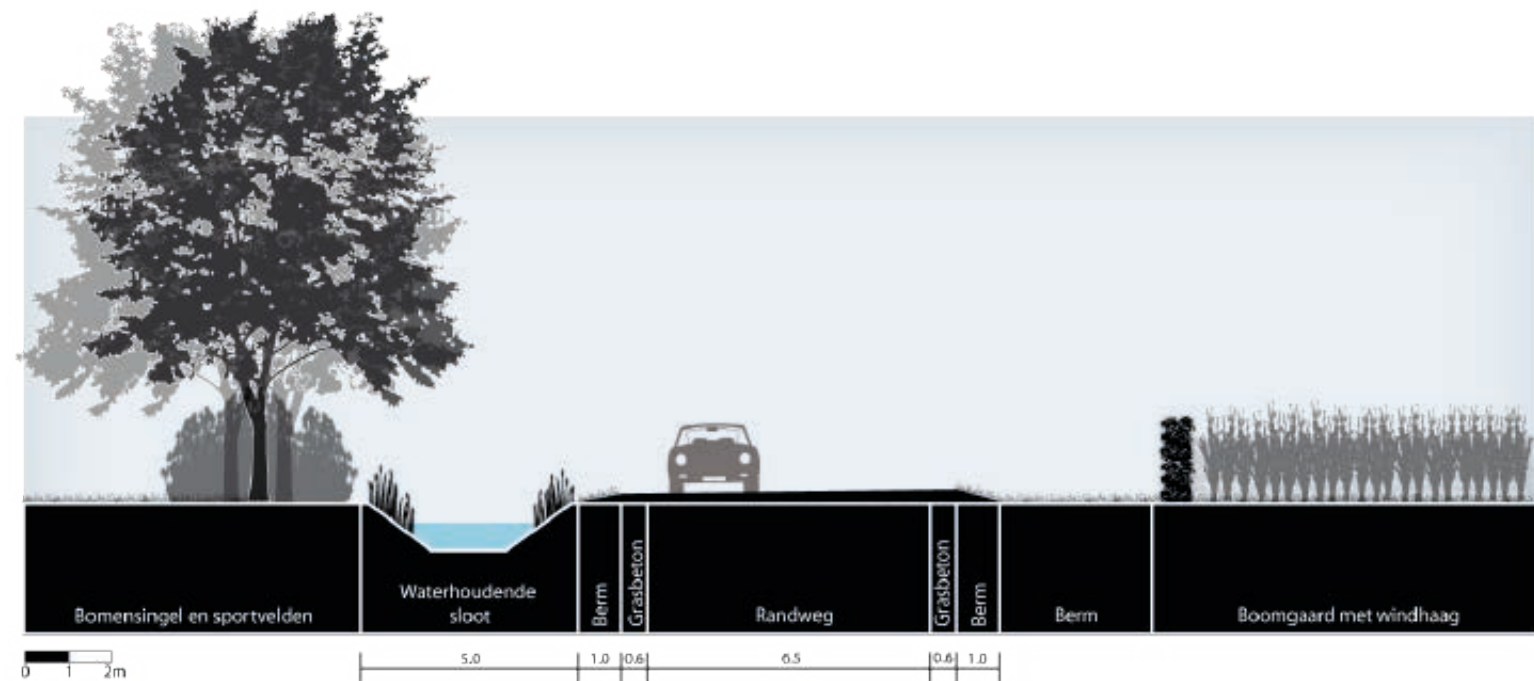 Bomensingel en sportvelden
Waterhoudende
sloot
Berm
Grasbeton
Randweg
Grasbeton
Berm
Berm
Boomgaard met windhaag
0 1 2m
5.0 1.0 0.6 6.5 0.6 1.0